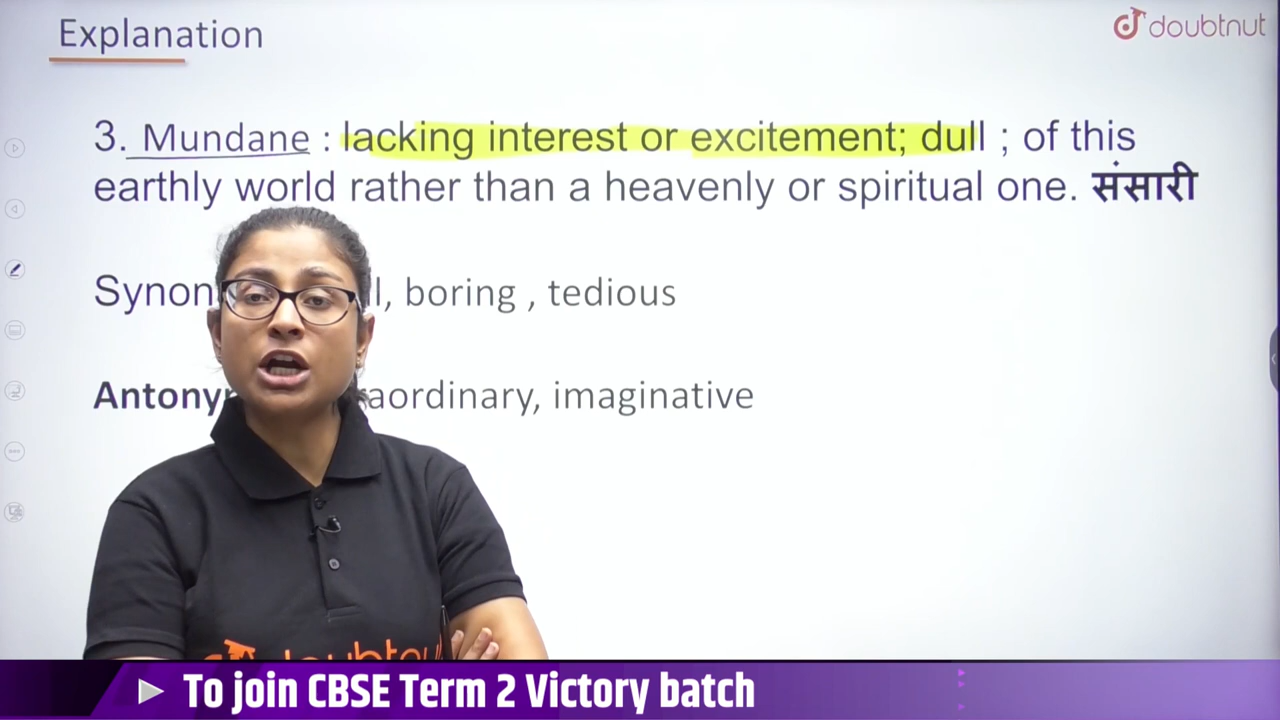 Explanation
doubtnut
3. Mundane : lacking interest or excitement; dull ; of this
earthly world rather than a heavenly or spiritual one. संसारी
boring , tedious
imaginative
doubtnut
To join CBSE Term 2 Victory batch